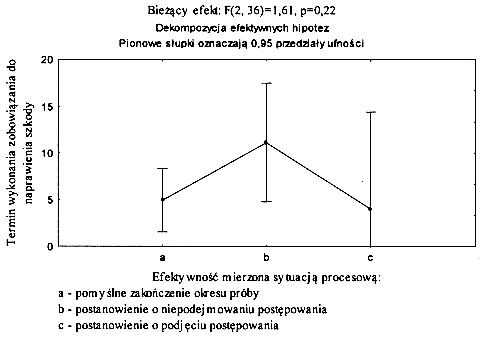 Bieżący efekt: F(2, 36)=1,61, p=0,22
Dekompozycja efektywnych hipotez
Pionowe słupki oznaczają 0,95 przedziały ufności
Termin wykonania zobowiązania do
naprawienia szkody
20
15
10
5
0
a b c
Efektywność mierzona sytuacją procesową:
a - pomyślne zakończenie okresu próby
b - postanowienie o niepodejmowaniu postępowania
c - postanowienie o podjęciu postępowania